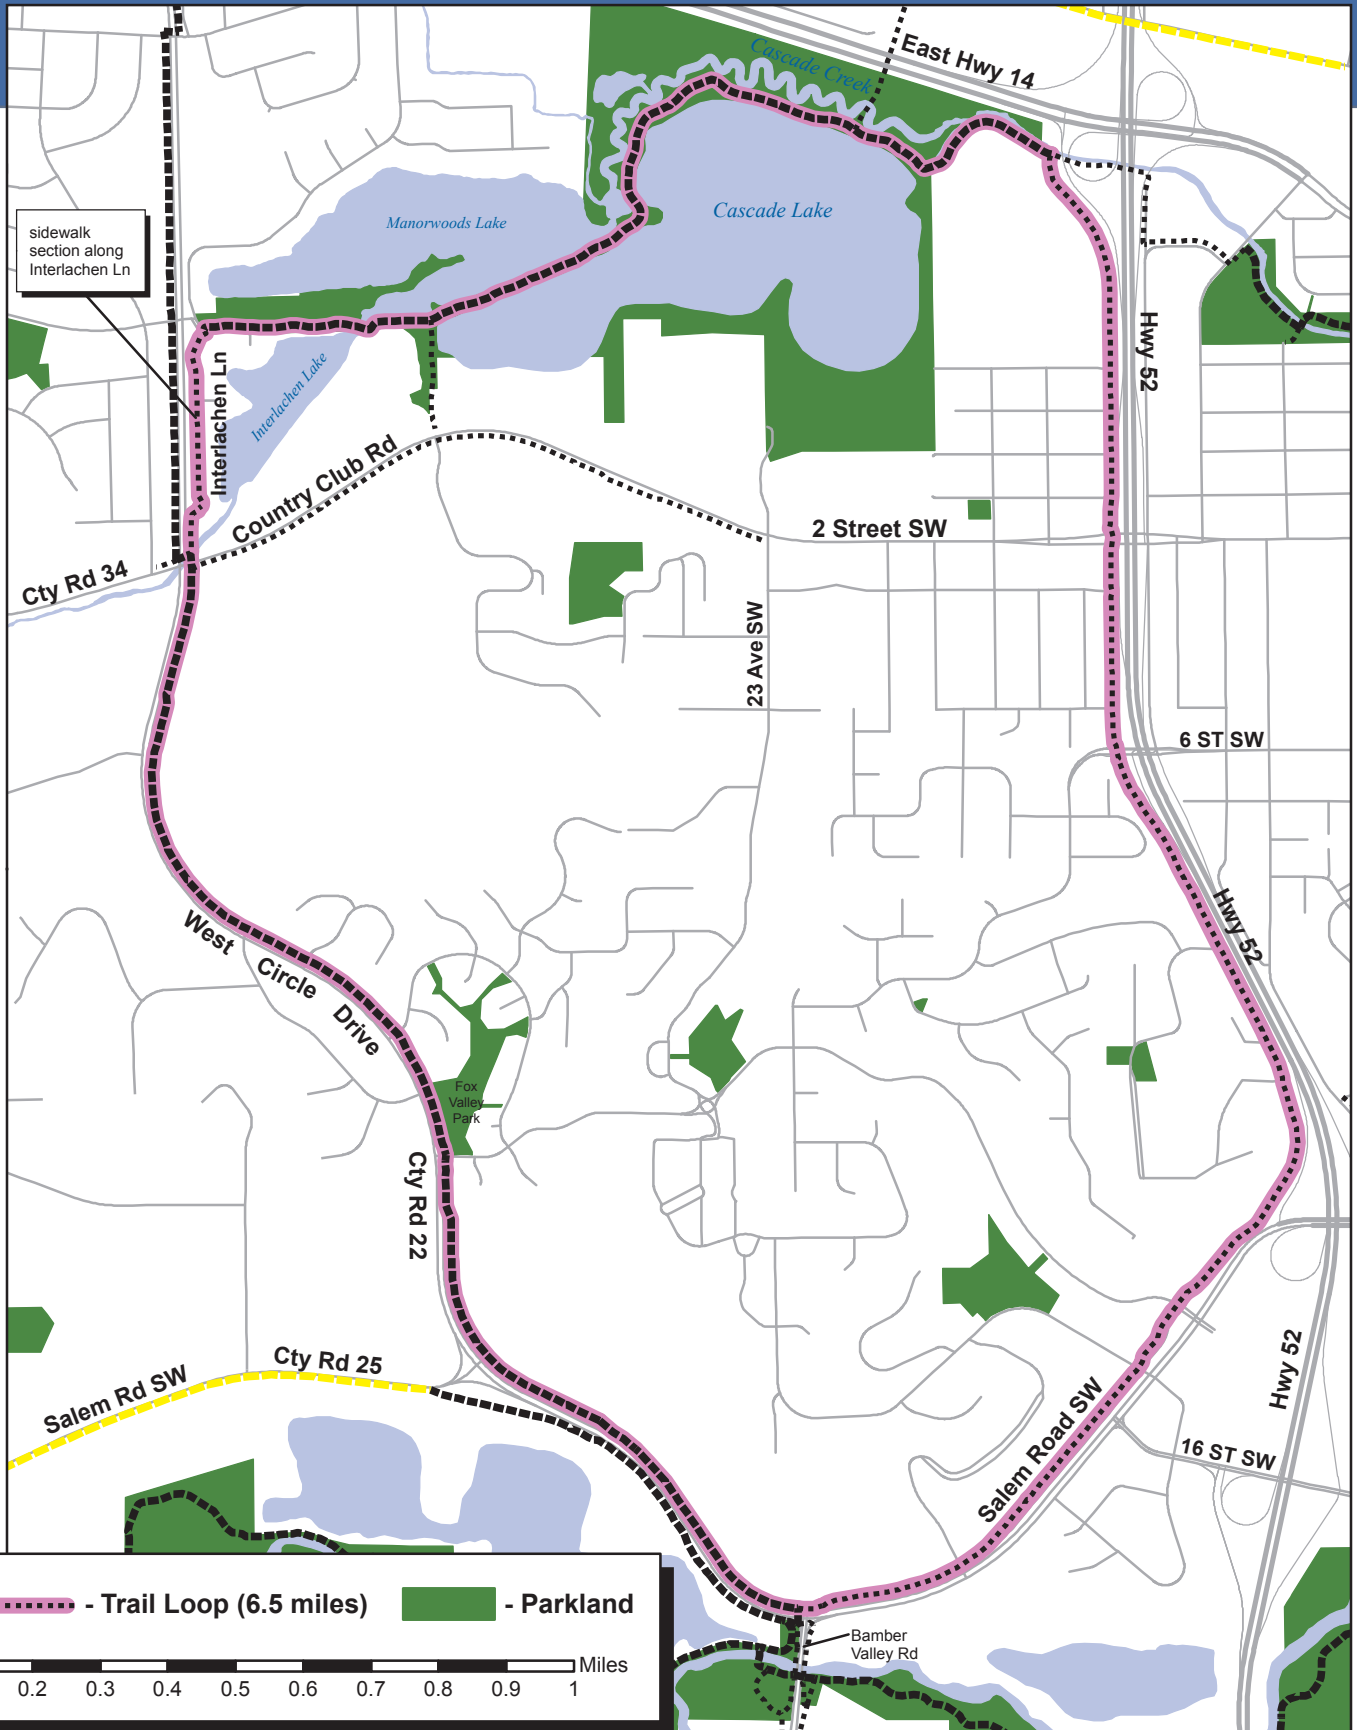 East Hwy 14
Cascade Creek
Cascade Lake
Manorwoods Lake
sidewalk
section along
Interlachen Ln
Interlachen Ln
Interlachen Lake
Hwy 52
Country Club Rd
2 Street SW
Cty Rd 34
23 Ave SW
6 ST SW
Hwy 52
West Circle Drive
Fox
Valley
Park
Cty Rd 22
Cty Rd 25
Salem Rd SW
Hwy 52
Salem Road SW
16 ST SW
- Trail Loop (6.5 miles)
- Parkland
Bamber
Valley Rd
Miles
0.2 0.3 0.4 0.5 0.6 0.7 0.8 0.9 1